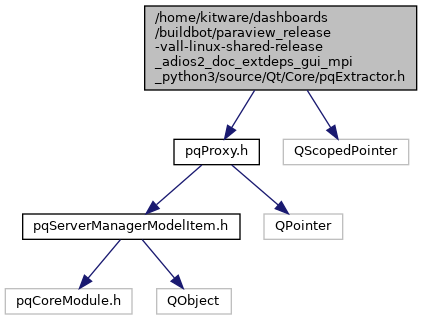 /home/kitware/dashboards
/buildbot/paraview_release
-vall-linux-shared-release
_adios2_doc_extdeps_gui_mpi
_python3/source/Qt/Core/pqExtractor.h
pqProxy.h
QScopedPointer
pqServerManagerModelItem.h
QPointer
pqCoreModule.h
QObject